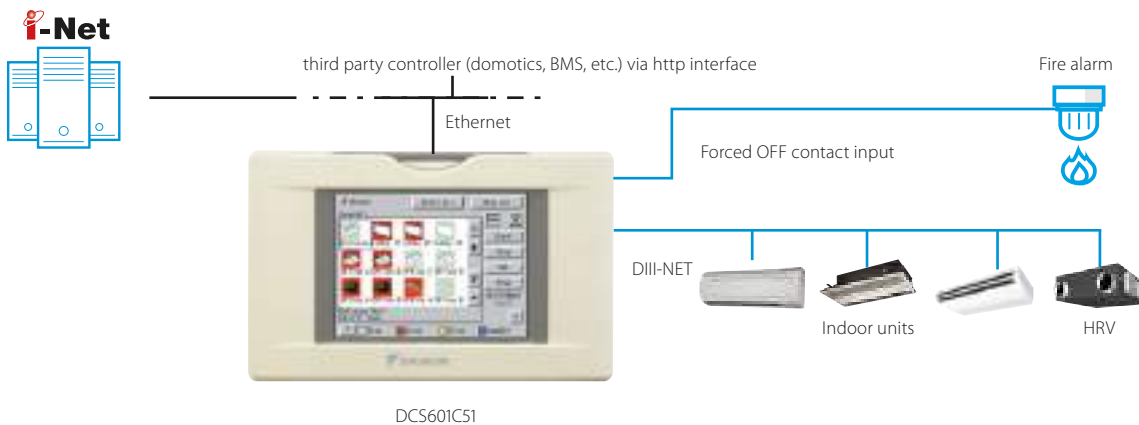 i-Net
third party controller (domotics, BMS, etc.) via http interface
Fire alarm
Ethernet
Forced OFF contact input
DIII-NET
Indoor units
HRV
DCS601C51